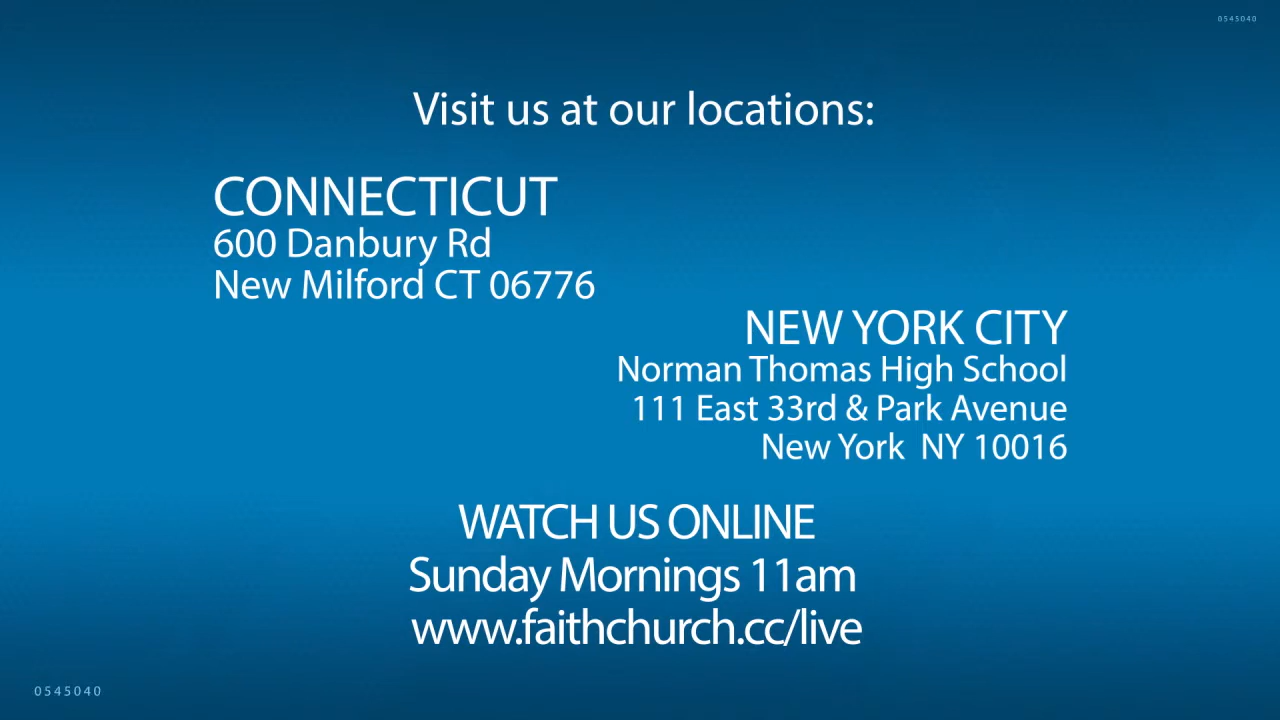 0545040
Visit us at our locations:
CONNECTICUT
600 Danbury Rd
New Milford CT 06776
NEW YORK CITY
Norman Thomas High School
111 East 33rd & Park Avenue
New York  NY 10016
WATCH US ONLINE
Sunday Mornings 11am
www.faithchurch.cc/live
0545040